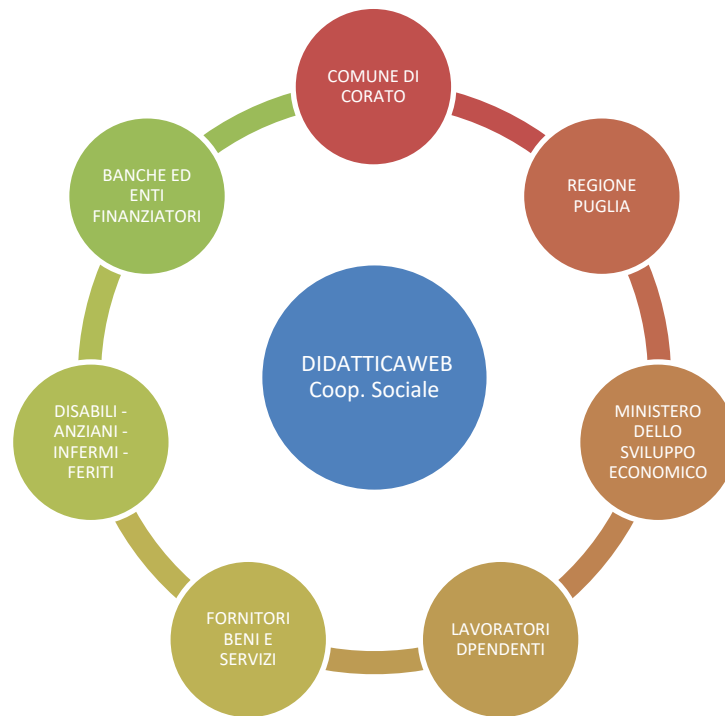 COMUNE DI
CORATO
REGIONE
PUGLIA
MINISTERO
DELLO
SVILUPPO
ECONOMICO
LAVORATORI
DPENDENTI
FORNITORI
BENI E
SERVIZI
DISABILI -
ANZIANI -
INFERMI -
FERITI
BANCHE ED
ENTI
FINANZIATORI
DIDATTICAWEB
Coop. Sociale